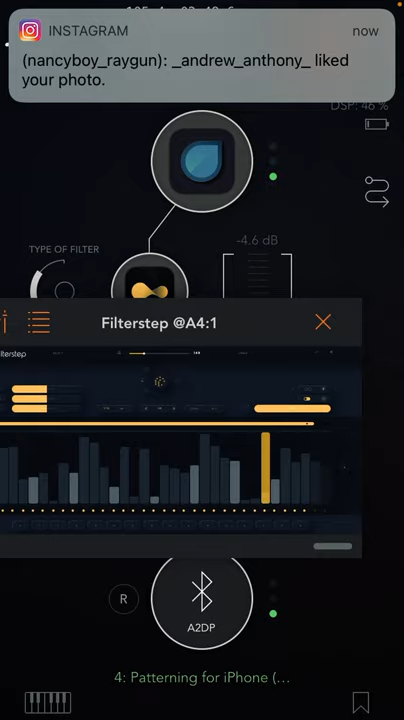 INSTAGRAM
now
(nancyboy_raygun): _andrew_anthony_ liked
your photo.
DSP: 46 %
-4.6 dB
TYPE OF FILTER
Filterstep @A4:1
R
A2DP
4: Patterning for iPhone (...